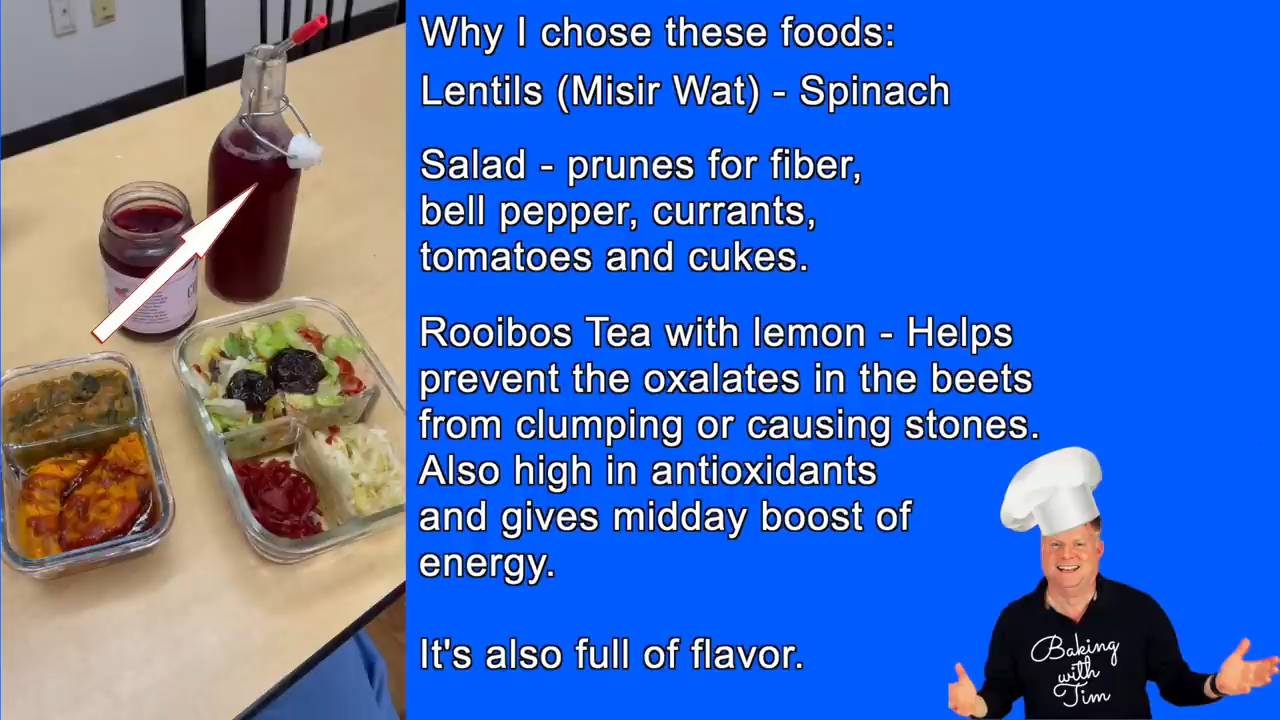 Why I chose these foods:
Lentils (Misir Wat) - Spinach
Salad - prunes for fiber,
bell pepper, currants,
tomatoes and cukes.
Rooibos Tea with lemon - Helps
prevent the oxalates in the beets
from clumping or causing stones.
Also high in antioxidants
and gives midday boost of
energy.
It's also full of flavor.
Baking
with
Tim